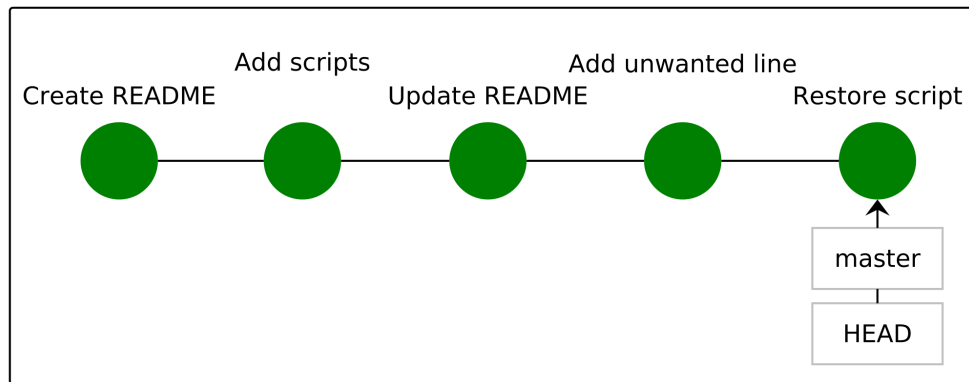 Add scripts
Add unwanted line
Create README
Update README
Restore script
master
HEAD